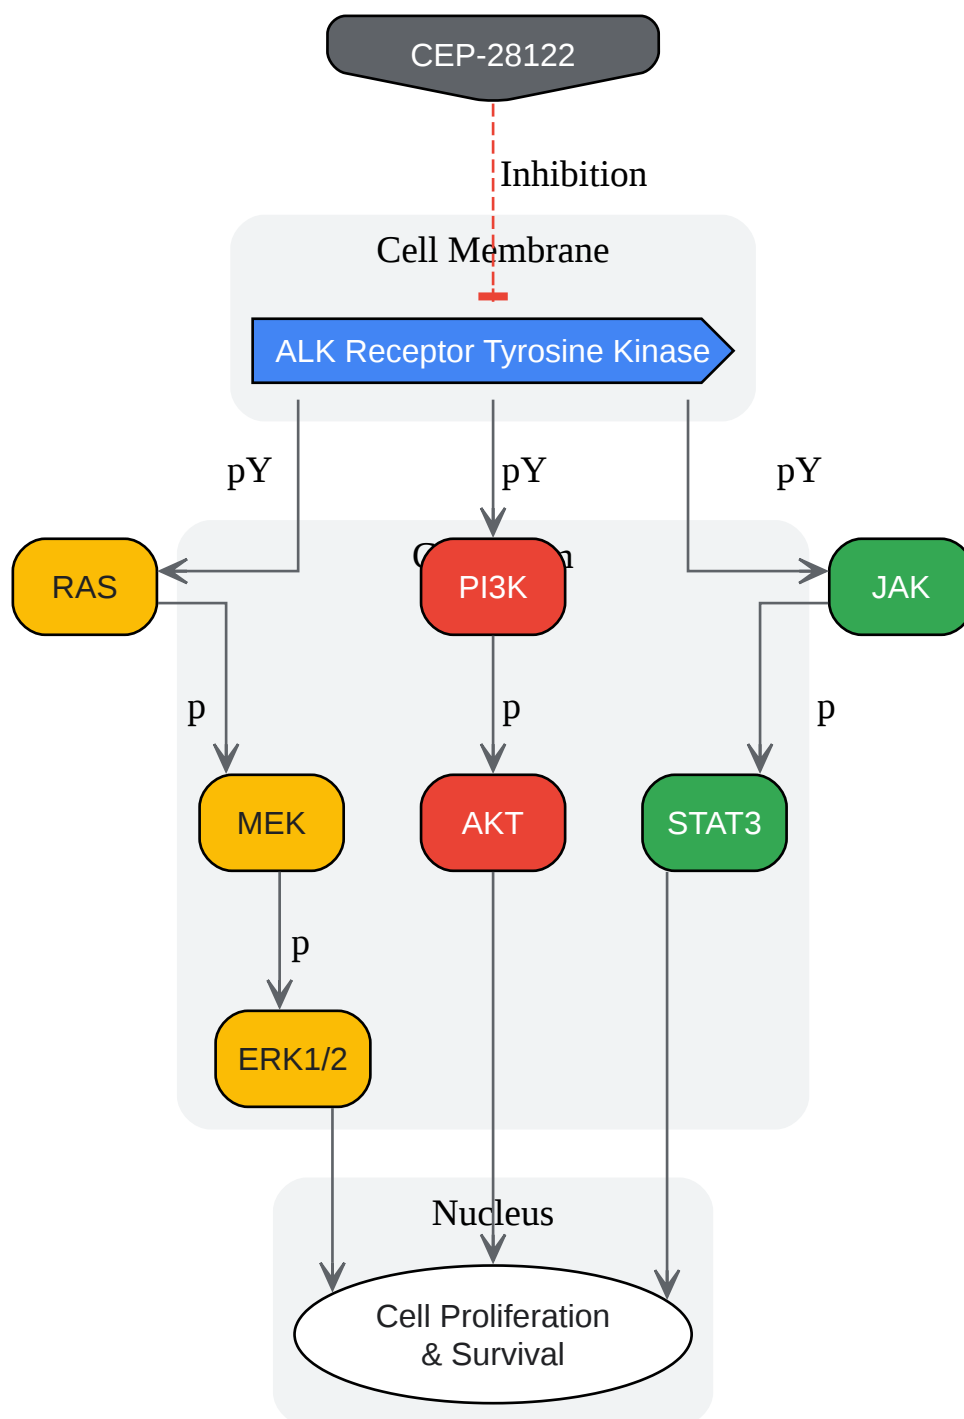 CEP-28122
Inhibition
Cell Membrane
ALK Receptor Tyrosine Kinase
pY
pY
pY
RAS
PI3K
JAK
p
p
p
MEK
AKT
STAT3
p
ERK1/2
Nucleus
Cell Proliferation
& Survival